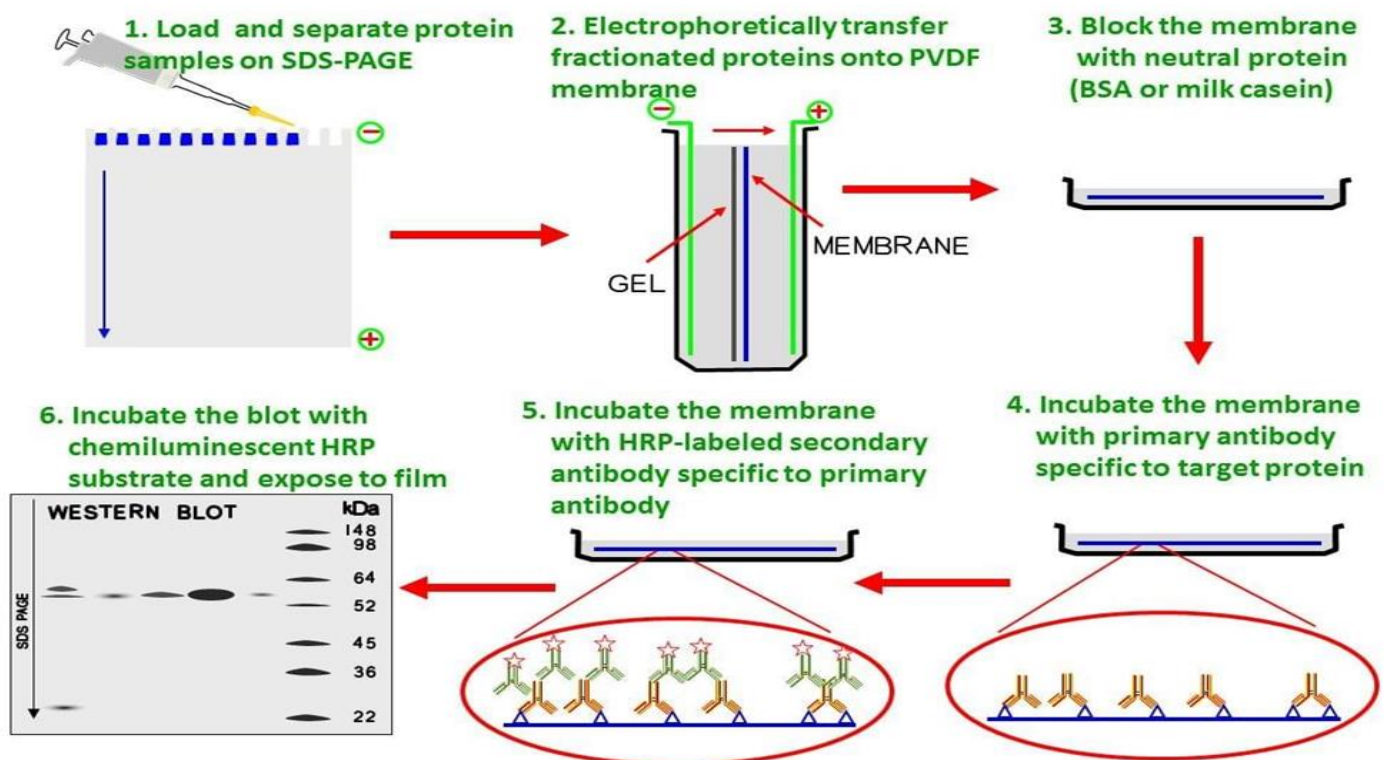 1. Load and separate protein
samples on SDS-PAGE
2. Electrophoretically transfer
fractionated proteins onto PVDF
membrane
3. Block the membrane
with neutral protein
(BSA or milk casein)
−
+
−
+
GEL
MEMBRANE
4. Incubate the membrane
with primary antibody
specific to target protein
5. Incubate the membrane
with HRP-labeled secondary
antibody specific to primary
antibody
6. Incubate the blot with
chemiluminescent HRP
substrate and expose to film
WESTERN BLOT
kDa
148
98
64
52
45
36
22
SDS PAGE